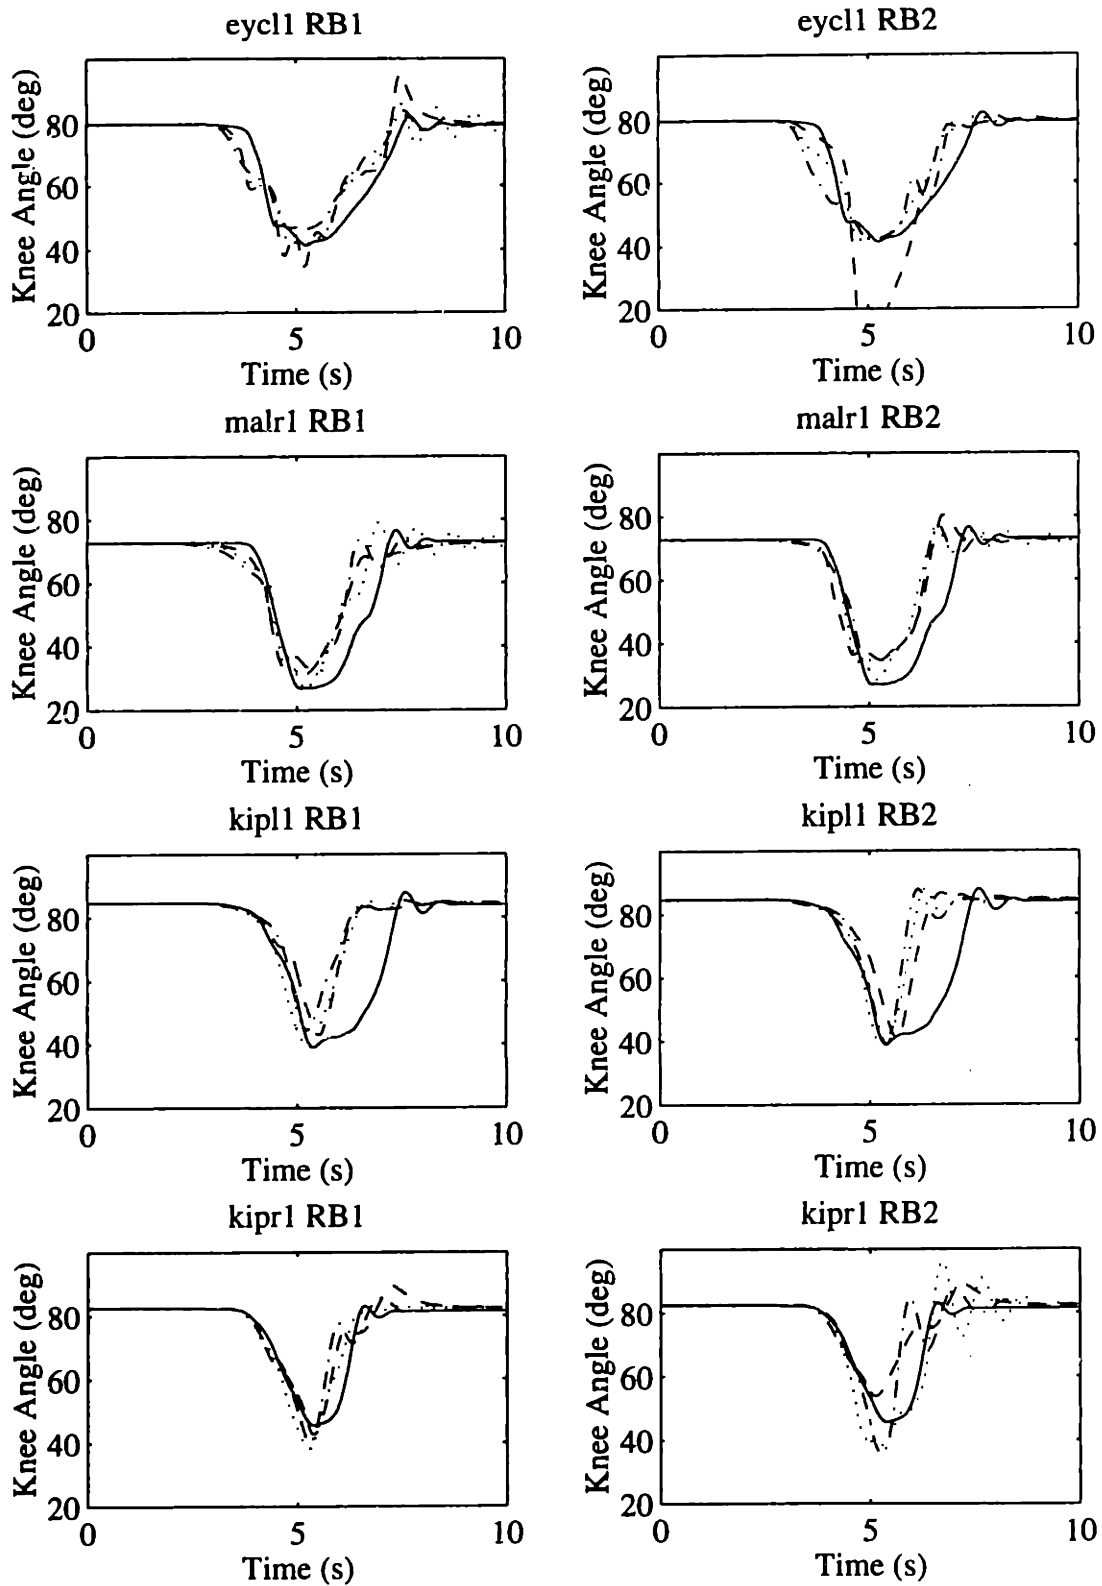 eycl1 RB1
eycl1 RB2
Knee Angle (deg)
80
60
40
20
0
5
10
Time (s)
Knee Angle (deg)
80
60
40
20
0
5
10
Time (s)
malr1 RB1
malr1 RB2
Knee Angle (deg)
80
60
40
20
0
5
10
Time (s)
Knee Angle (deg)
80
60
40
20
0
5
10
Time (s)
kipl1 RB1
kipl1 RB2
Knee Angle (deg)
80
60
40
20
0
5
10
Time (s)
Knee Angle (deg)
80
60
40
20
0
5
10
Time (s)
kipr1 RB1
kipr1 RB2
Knee Angle (deg)
80
60
40
20
0
5
10
Time (s)
Knee Angle (deg)
80
60
40
20
0
5
10
Time (s)